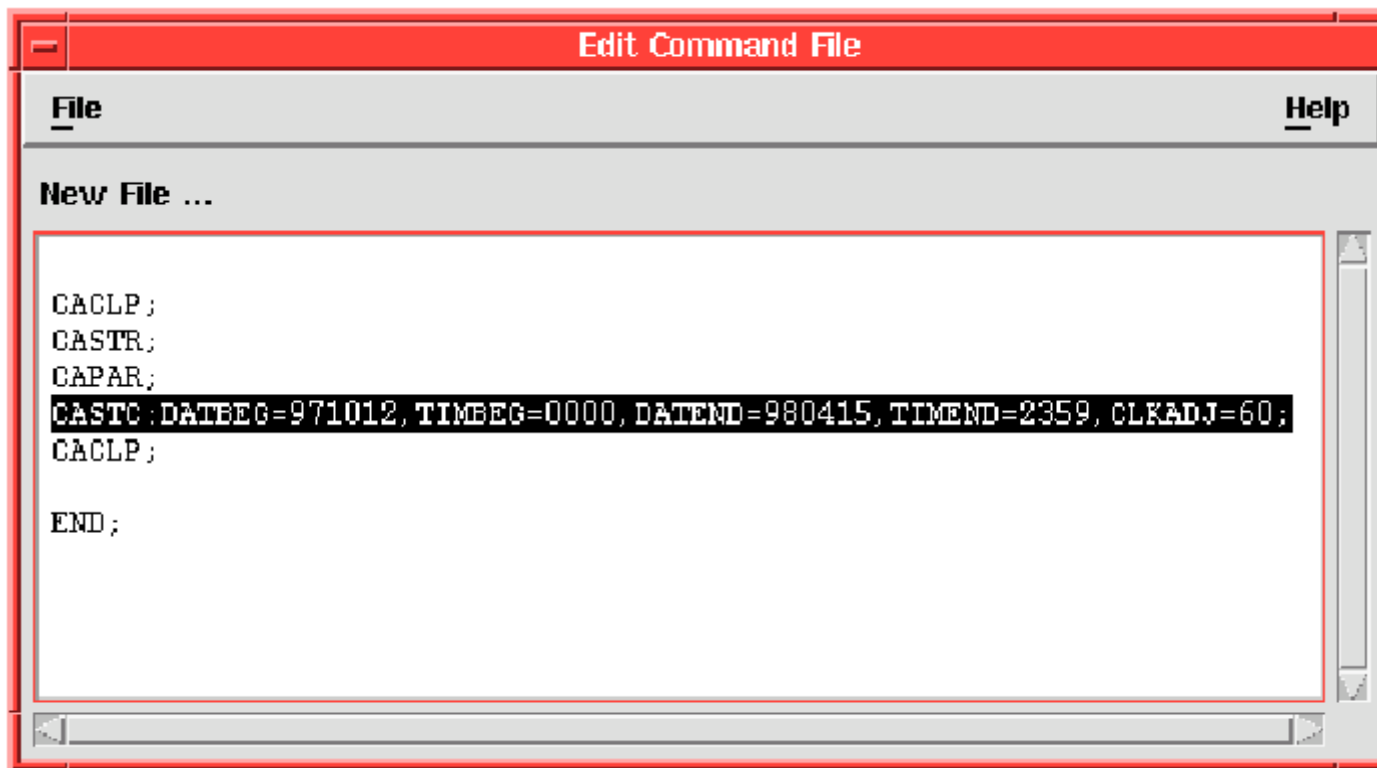 Edit Command File
File Help
New File ...
CACLP;
CASTR;
CAPAR;
CASTC:DATBEG=971012,TIMBEG=0000,DATEND=980415,TIMEND=2359,CLKADJ=60;
CACLP;
END;